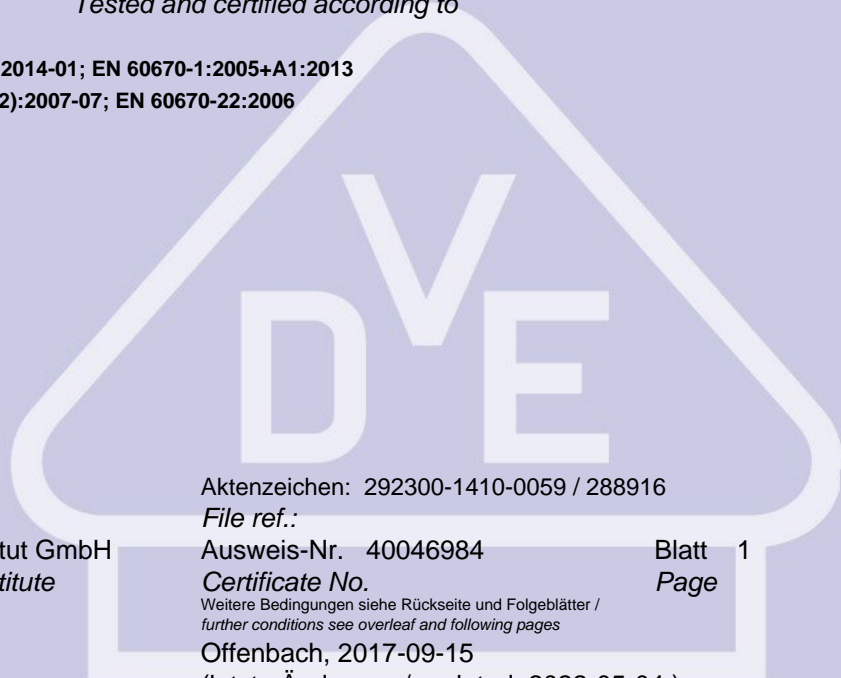 Tested and certified according to
2014-01; EN 60670-1:2005+A1:2013
2):2007-07; EN 60670-22:2006
VDE
Aktenzeichen: 292300-1410-0059 / 288916
File ref.:
tut GmbH Ausweis-Nr. 40046984 Blatt 1
titute Certificate No. Page
Weitere Bedingungen siehe Rückseite und Folgeblätter /
further conditions see overleaf and following pages
Offenbach, 2017-09-15